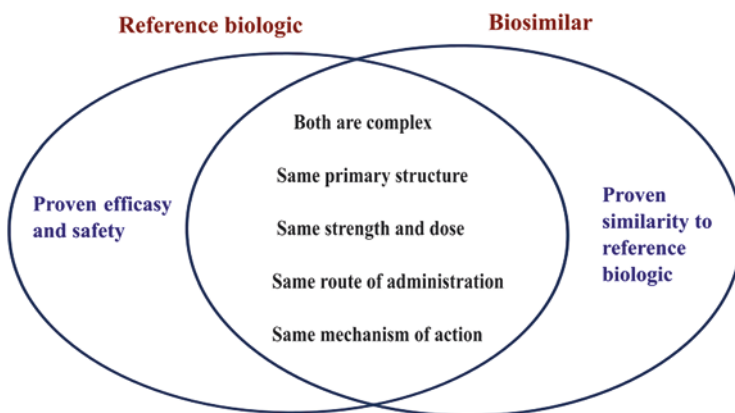 Reference biologic
Biosimilar
Both are complex
Same primary structure
Proven efficasy
and safety
Same strength and dose
Same route of administration
Same mechanism of action
Proven
similarity to
reference
biologic